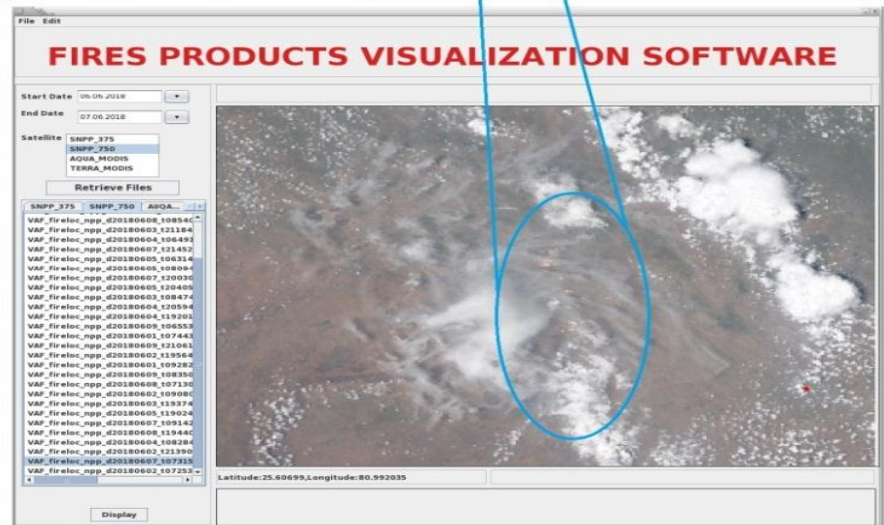 File Edit
FIRES PRODUCTS VISUALIZATION SOFTWARE
Start Date 06.06.2018
End Date 07.06.2018
Satellite SNPP_375
SNPP_750
AQUA_MODIS
TERRA_MODIS
Retrieve Files
SNPP_375 SNPP_750 AIIQA...
VAF_fireloc_npp_d20180608_t08540
VAF_fireloc_npp_d20180603_t21184
VAF_fireloc_npp_d20180604_t06493
VAF_fireloc_npp_d20180607_t21452
VAF_fireloc_npp_d20180605_t06314
VAF_fireloc_npp_d20180605_t08094
VAF_fireloc_npp_d20180607_t20030
VAF_fireloc_npp_d20180605_t20405
VAF_fireloc_npp_d20180603_t08474
VAF_fireloc_npp_d20180604_t20594
VAF_fireloc_npp_d20180604_t19201
VAF_fireloc_npp_d20180609_t06553
VAF_fireloc_npp_d20180601_t07443
VAF_fireloc_npp_d20180609_t21061
VAF_fireloc_npp_d20180602_t19564
VAF_fireloc_npp_d20180601_t09282
VAF_fireloc_npp_d20180609_t08350
VAF_fireloc_npp_d20180608_t07130
VAF_fireloc_npp_d20180602_t09080
VAF_fireloc_npp_d20180603_t19374
VAF_fireloc_npp_d20180605_t19024
VAF_fireloc_npp_d20180607_t09142
VAF_fireloc_npp_d20180608_t19440
VAF_fireloc_npp_d20180604_t08284
VAF_fireloc_npp_d20180602_t21390
VAF_fireloc_npp_d20180607_t07315
VAF_fireloc_npp_d20180602_t07253
Latitude:25.60699,Longitude:80.992035
Display